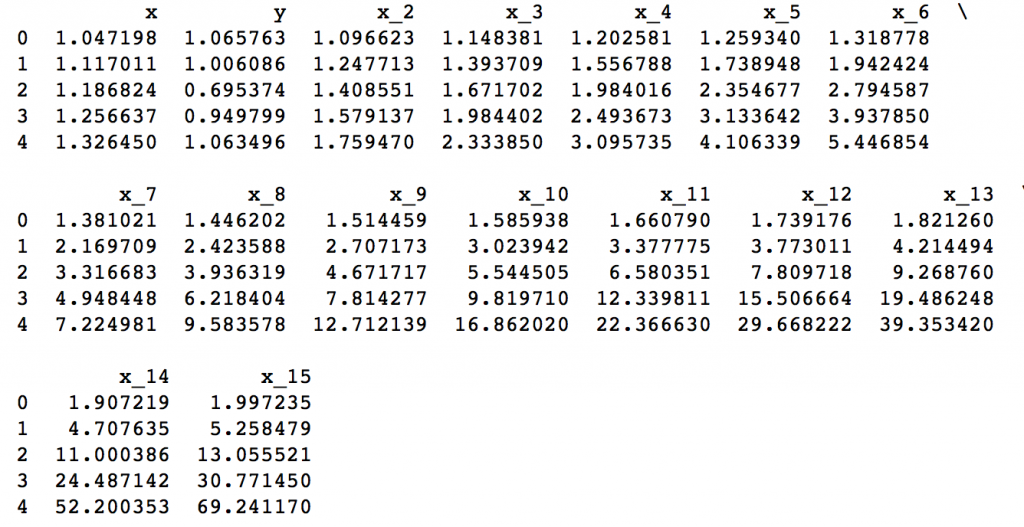 x y x_2 x_3 x_4 x_5 x_6 \
0 1.047198 1.065763 1.096623 1.148381 1.202581 1.259340 1.318778
1 1.117011 1.006086 1.247713 1.393709 1.556788 1.738948 1.942424
2 1.186824 0.695374 1.408551 1.671702 1.984016 2.354677 2.794587
3 1.256637 0.949799 1.579137 1.984402 2.493673 3.133642 3.937850
4 1.326450 1.063496 1.759470 2.333850 3.095735 4.106339 5.446854
x_7 x_8 x_9 x_10 x_11 x_12 x_13
0 1.381021 1.446202 1.514459 1.585938 1.660790 1.739176 1.821260
1 2.169709 2.423588 2.707173 3.023942 3.377775 3.773011 4.214494
2 3.316683 3.936319 4.671717 5.544505 6.580351 7.809718 9.268760
3 4.948448 6.218404 7.814277 9.819710 12.339811 15.506664 19.486248
4 7.224981 9.583578 12.712139 16.862020 22.366630 29.668222 39.353420
x_14 x_15
0 1.907219 1.997235
1 4.707635 5.258479
2 11.000386 13.055521
3 24.487142 30.771450
4 52.200353 69.241170